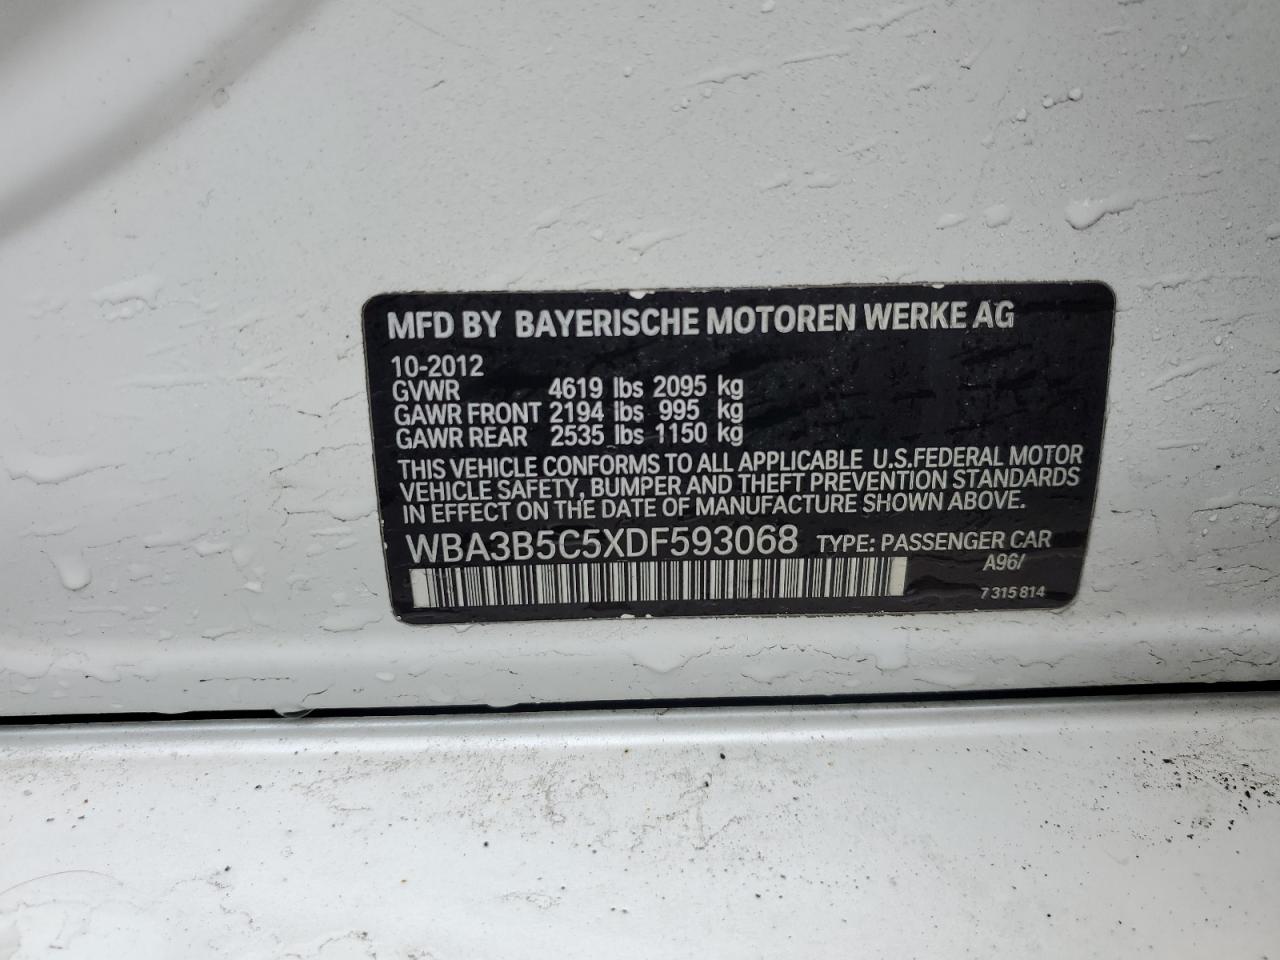 MFD BY BAYERISCHE MOTOREN WERKE AG
10-2012
GVWR 4619 lbs 2095 kg
GAWR FRONT 2194 lbs 995 kg
GAWR REAR 2535 lbs 1150 kg
THIS VEHICLE CONFORMS TO ALL APPLICABLE U.S.FEDERAL MOTOR
VEHICLE SAFETY, BUMPER AND THEFT PREVENTION STANDARDS
IN EFFECT ON THE DATE OF MANUFACTURE SHOWN ABOVE.
WBA3B5C5XDF593068 TYPE: PASSENGER CAR
A96/
7 315 814